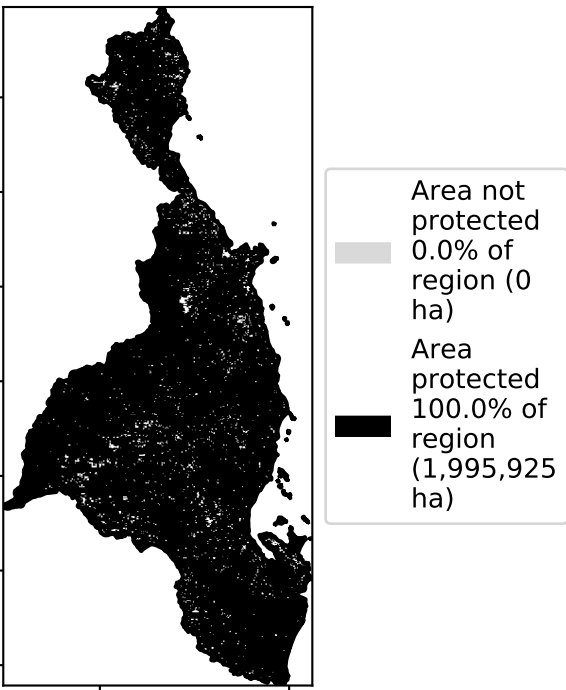 Area not
protected
0.0% of
region (0
ha)
Area
protected
100.0% of
region
(1,995,925
ha)